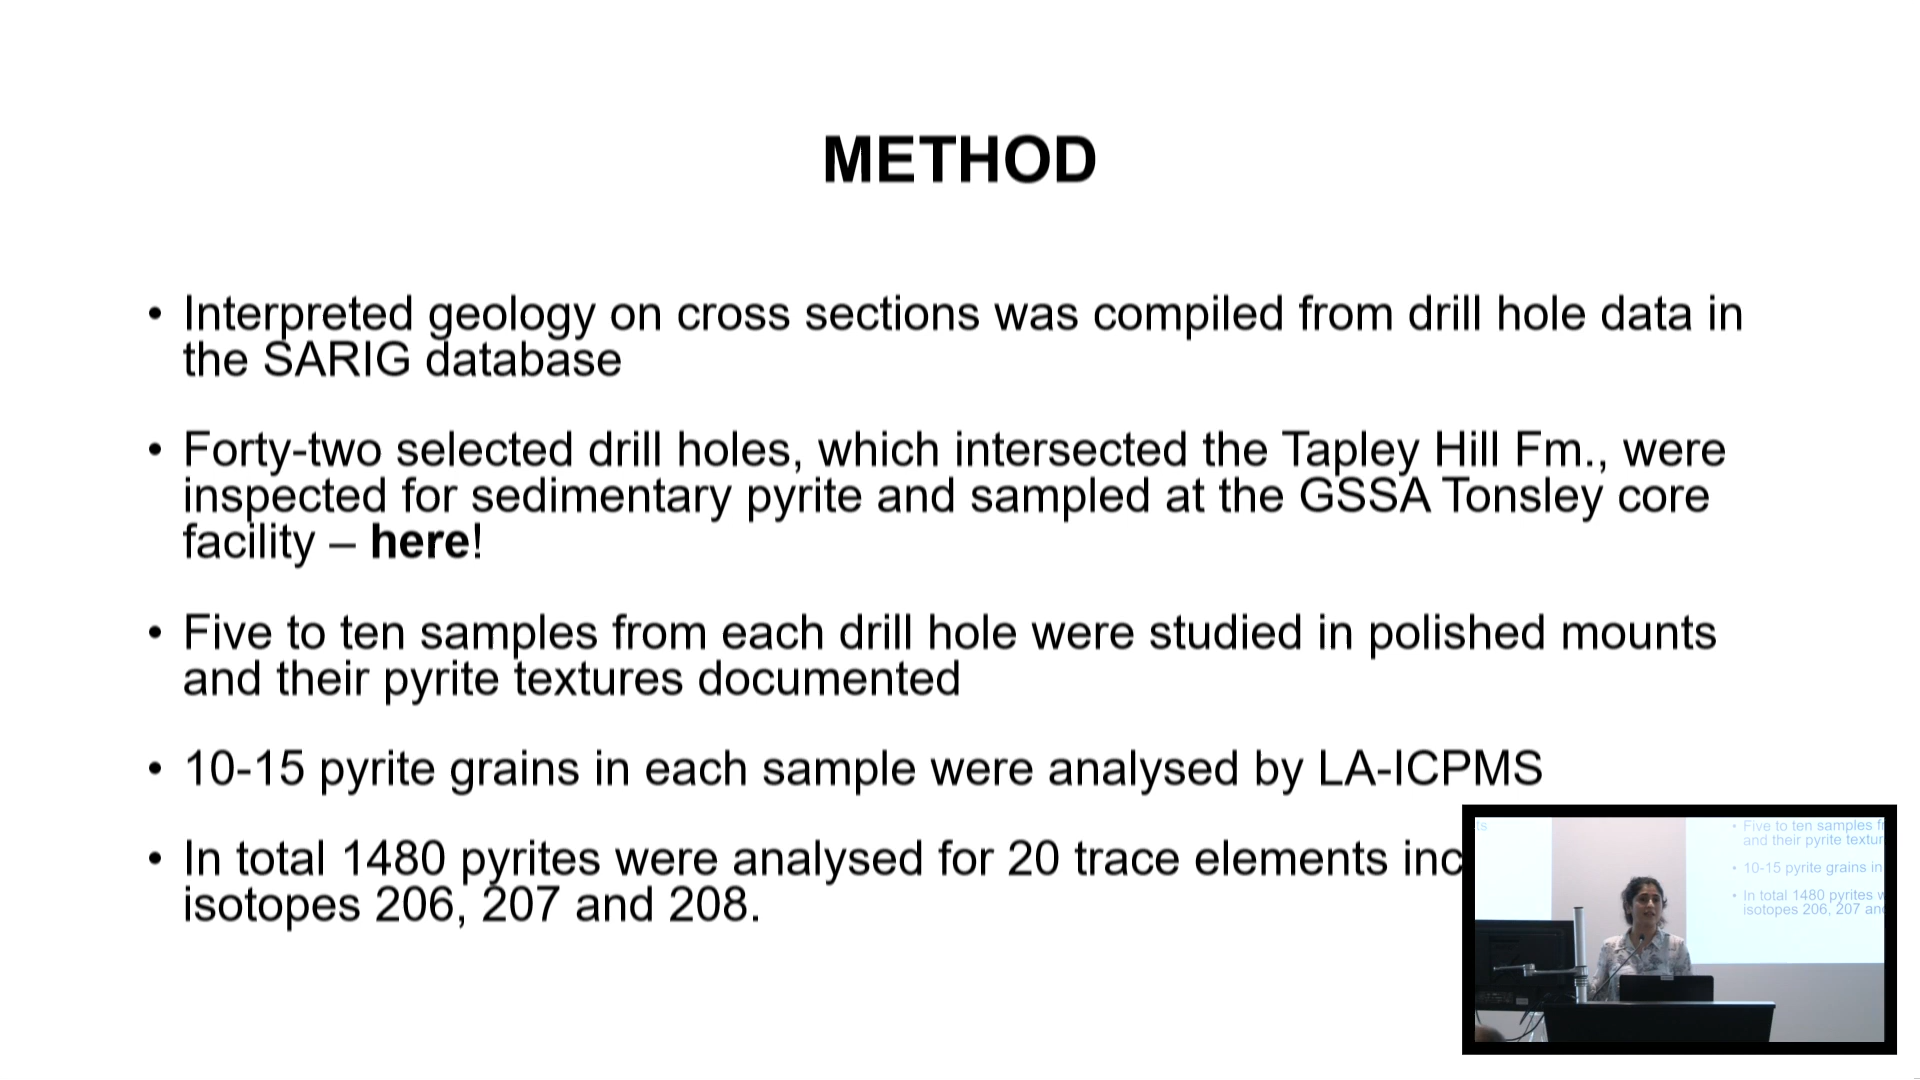 METHOD
• Interpreted geology on cross sections was compiled from drill hole data in
the SARIG database
• Forty-two selected drill holes, which intersected the Tapley Hill Fm., were
inspected for sedimentary pyrite and sampled at the GSSA Tonsley core
facility – here!
• Five to ten samples from each drill hole were studied in polished mounts
and their pyrite textures documented
• 10-15 pyrite grains in each sample were analysed by LA-ICPMS
• In total 1480 pyrites were analysed for 20 trace elements inc
isotopes 206, 207 and 208.
ts
• Five to ten samples f
and their pyrite textur
• 10-15 pyrite grains in
• In total 1480 pyrites w
isotopes 206, 207 an